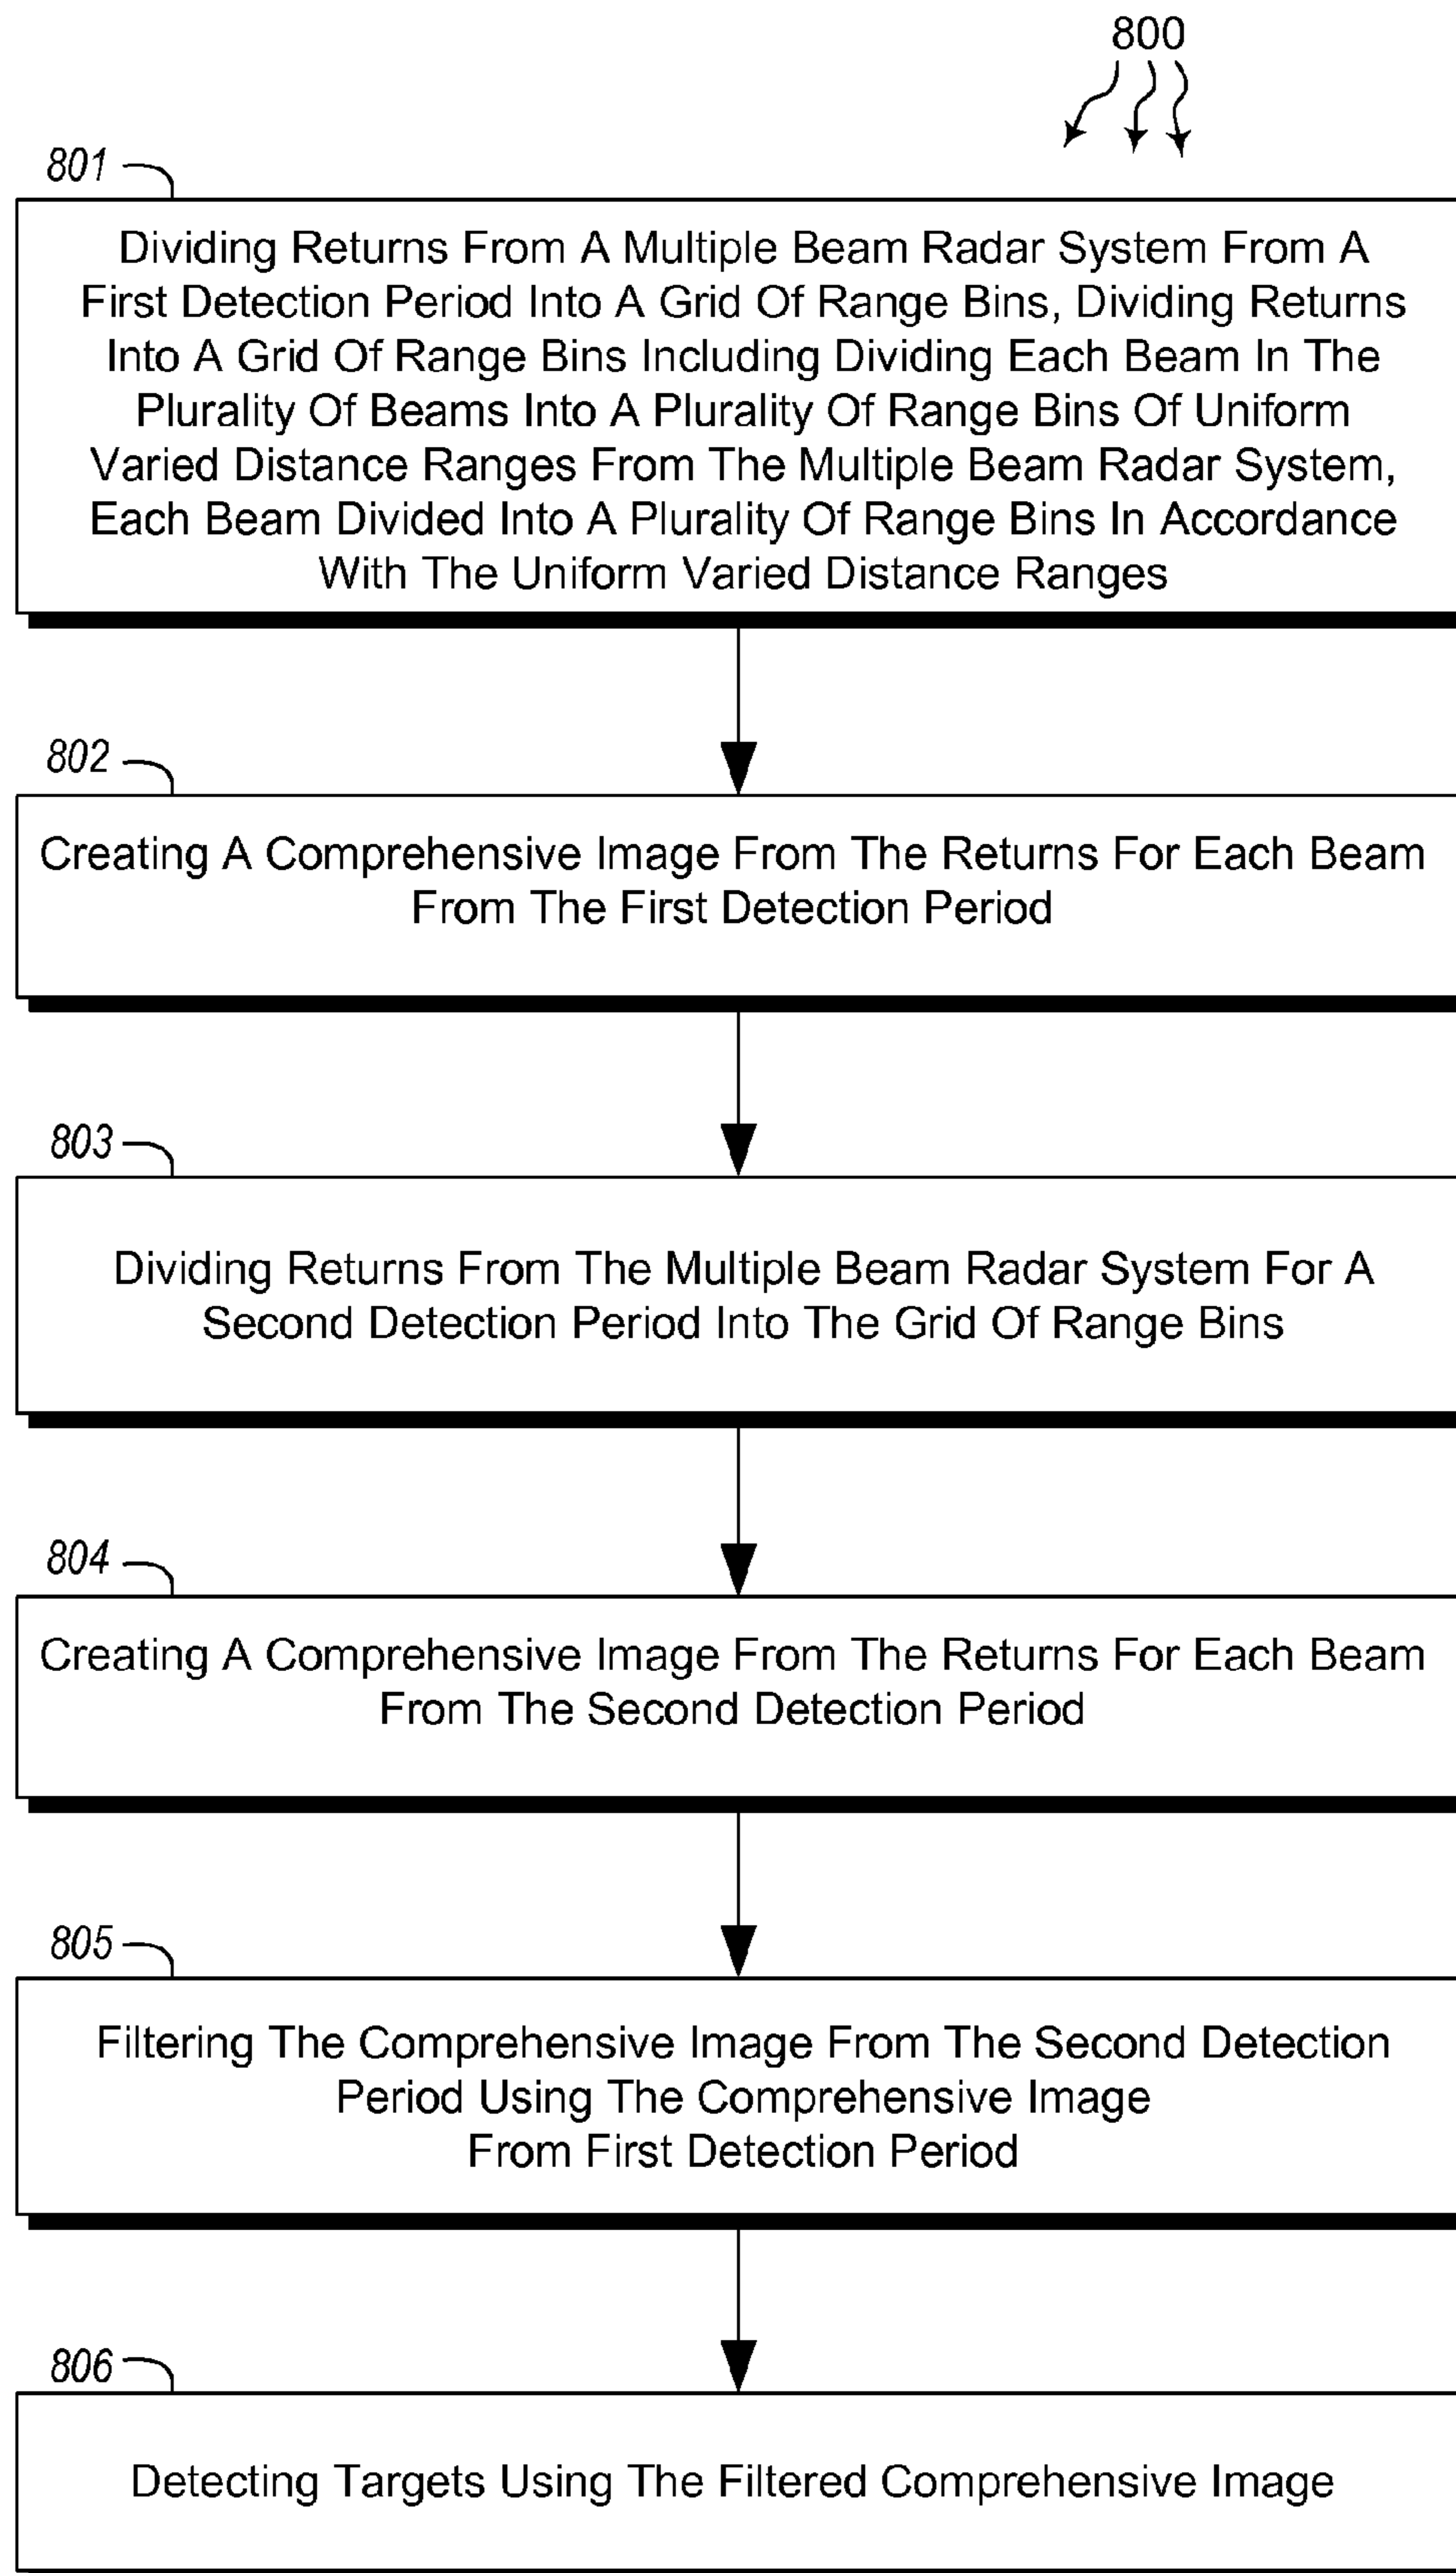 800
801
Dividing Returns From A Multiple Beam Radar System From A
First Detection Period Into A Grid Of Range Bins, Dividing Returns
Into A Grid Of Range Bins Including Dividing Each Beam In The
Plurality Of Beams Into A Plurality Of Range Bins Of Uniform
Varied Distance Ranges From The Multiple Beam Radar System,
Each Beam Divided Into A Plurality Of Range Bins In Accordance
With The Uniform Varied Distance Ranges
802
Creating A Comprehensive Image From The Returns For Each Beam
From The First Detection Period
803
Dividing Returns From The Multiple Beam Radar System For A
Second Detection Period Into The Grid Of Range Bins
804
Creating A Comprehensive Image From The Returns For Each Beam
From The Second Detection Period
805
Filtering The Comprehensive Image From The Second Detection
Period Using The Comprehensive Image
From First Detection Period
806
Detecting Targets Using The Filtered Comprehensive Image